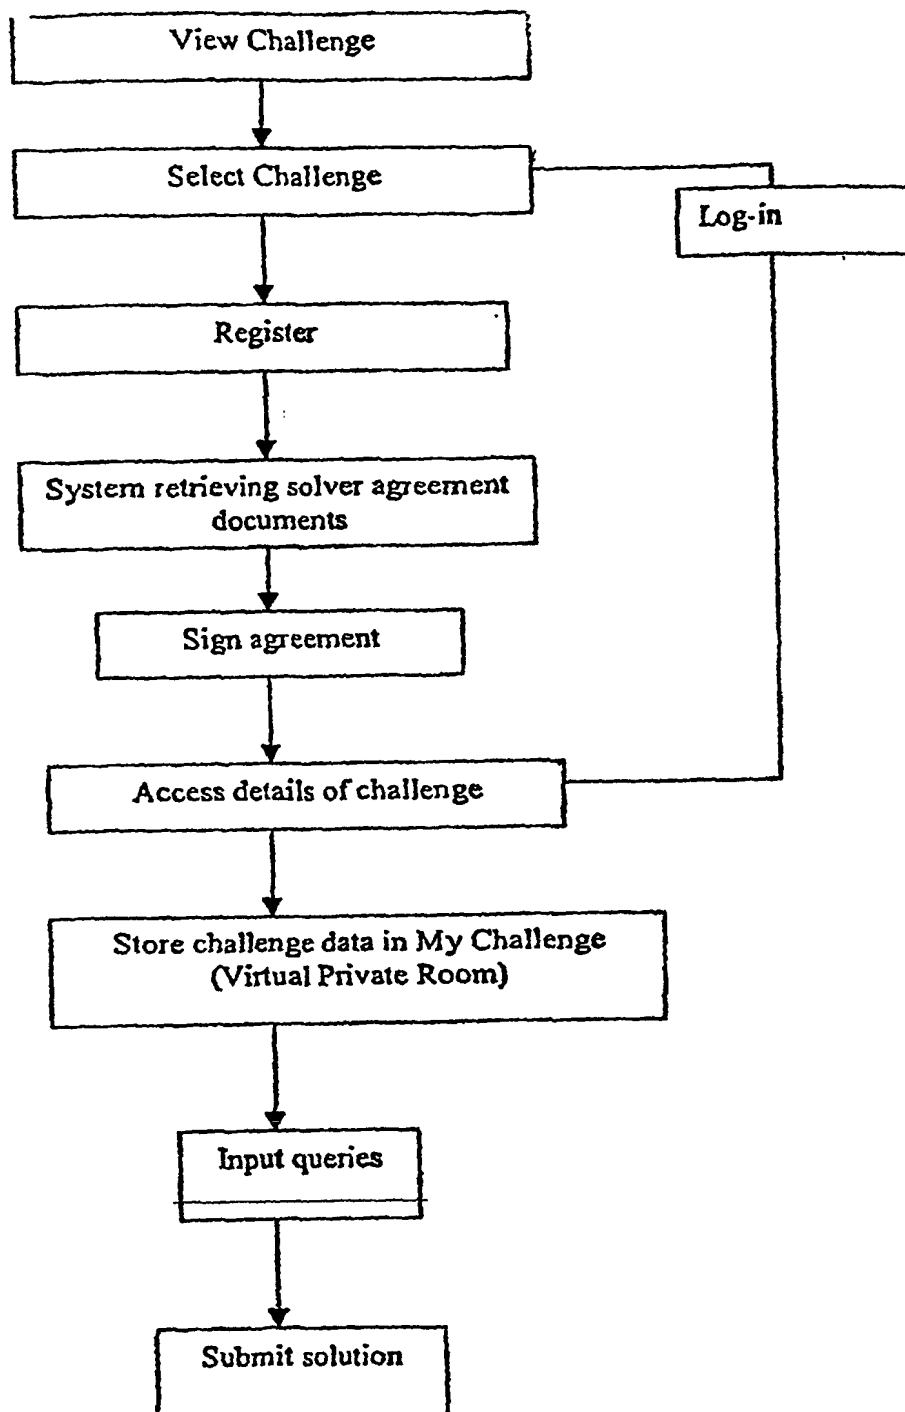 View Challenge
Select Challenge
Log-in
Register
System retrieving solver agreement
documents
Sign agreement
Access details of challenge
Store challenge data in My Challenge
(Virtual Private Room)
Input queries
Submit solution